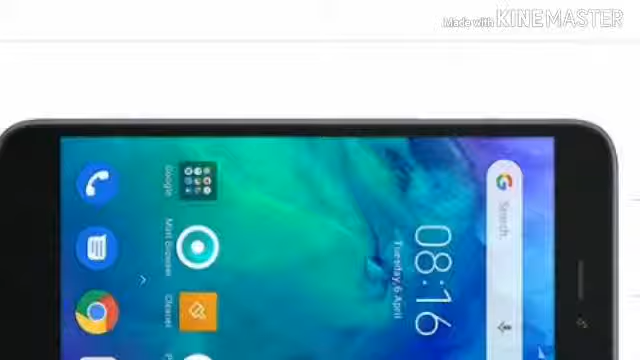 Made with KINEMASTER
Search.
08:16
Tuesday, 6 April
Google
Mint Browser
Cleaner